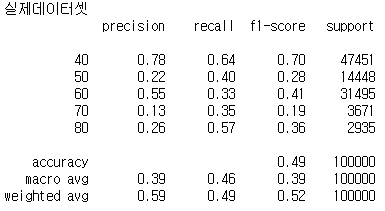 실제데이터셋
precision recall f1-score support
40 0.78 0.64 0.70 47451
50 0.22 0.40 0.28 14448
60 0.55 0.33 0.41 31495
70 0.13 0.35 0.19 3671
80 0.26 0.57 0.36 2935
accuracy 0.49 100000
macro avg 0.39 0.46 0.39 100000
weighted avg 0.59 0.49 0.52 100000